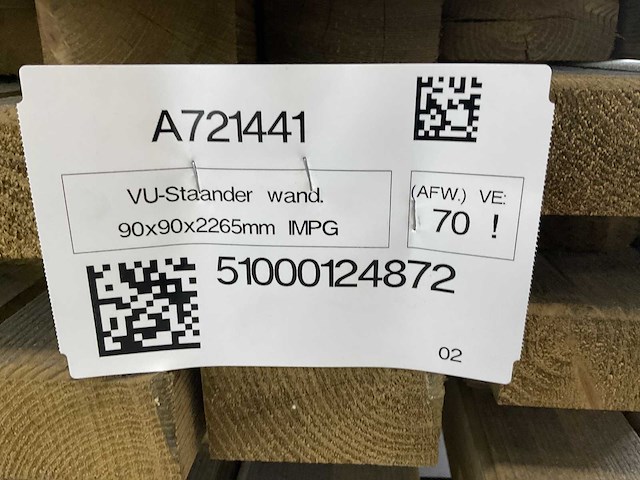 A721441
VU-Staander wand.
90x90x2265mm IMPG
(AFW.) VE:
70 !
51000124872
02